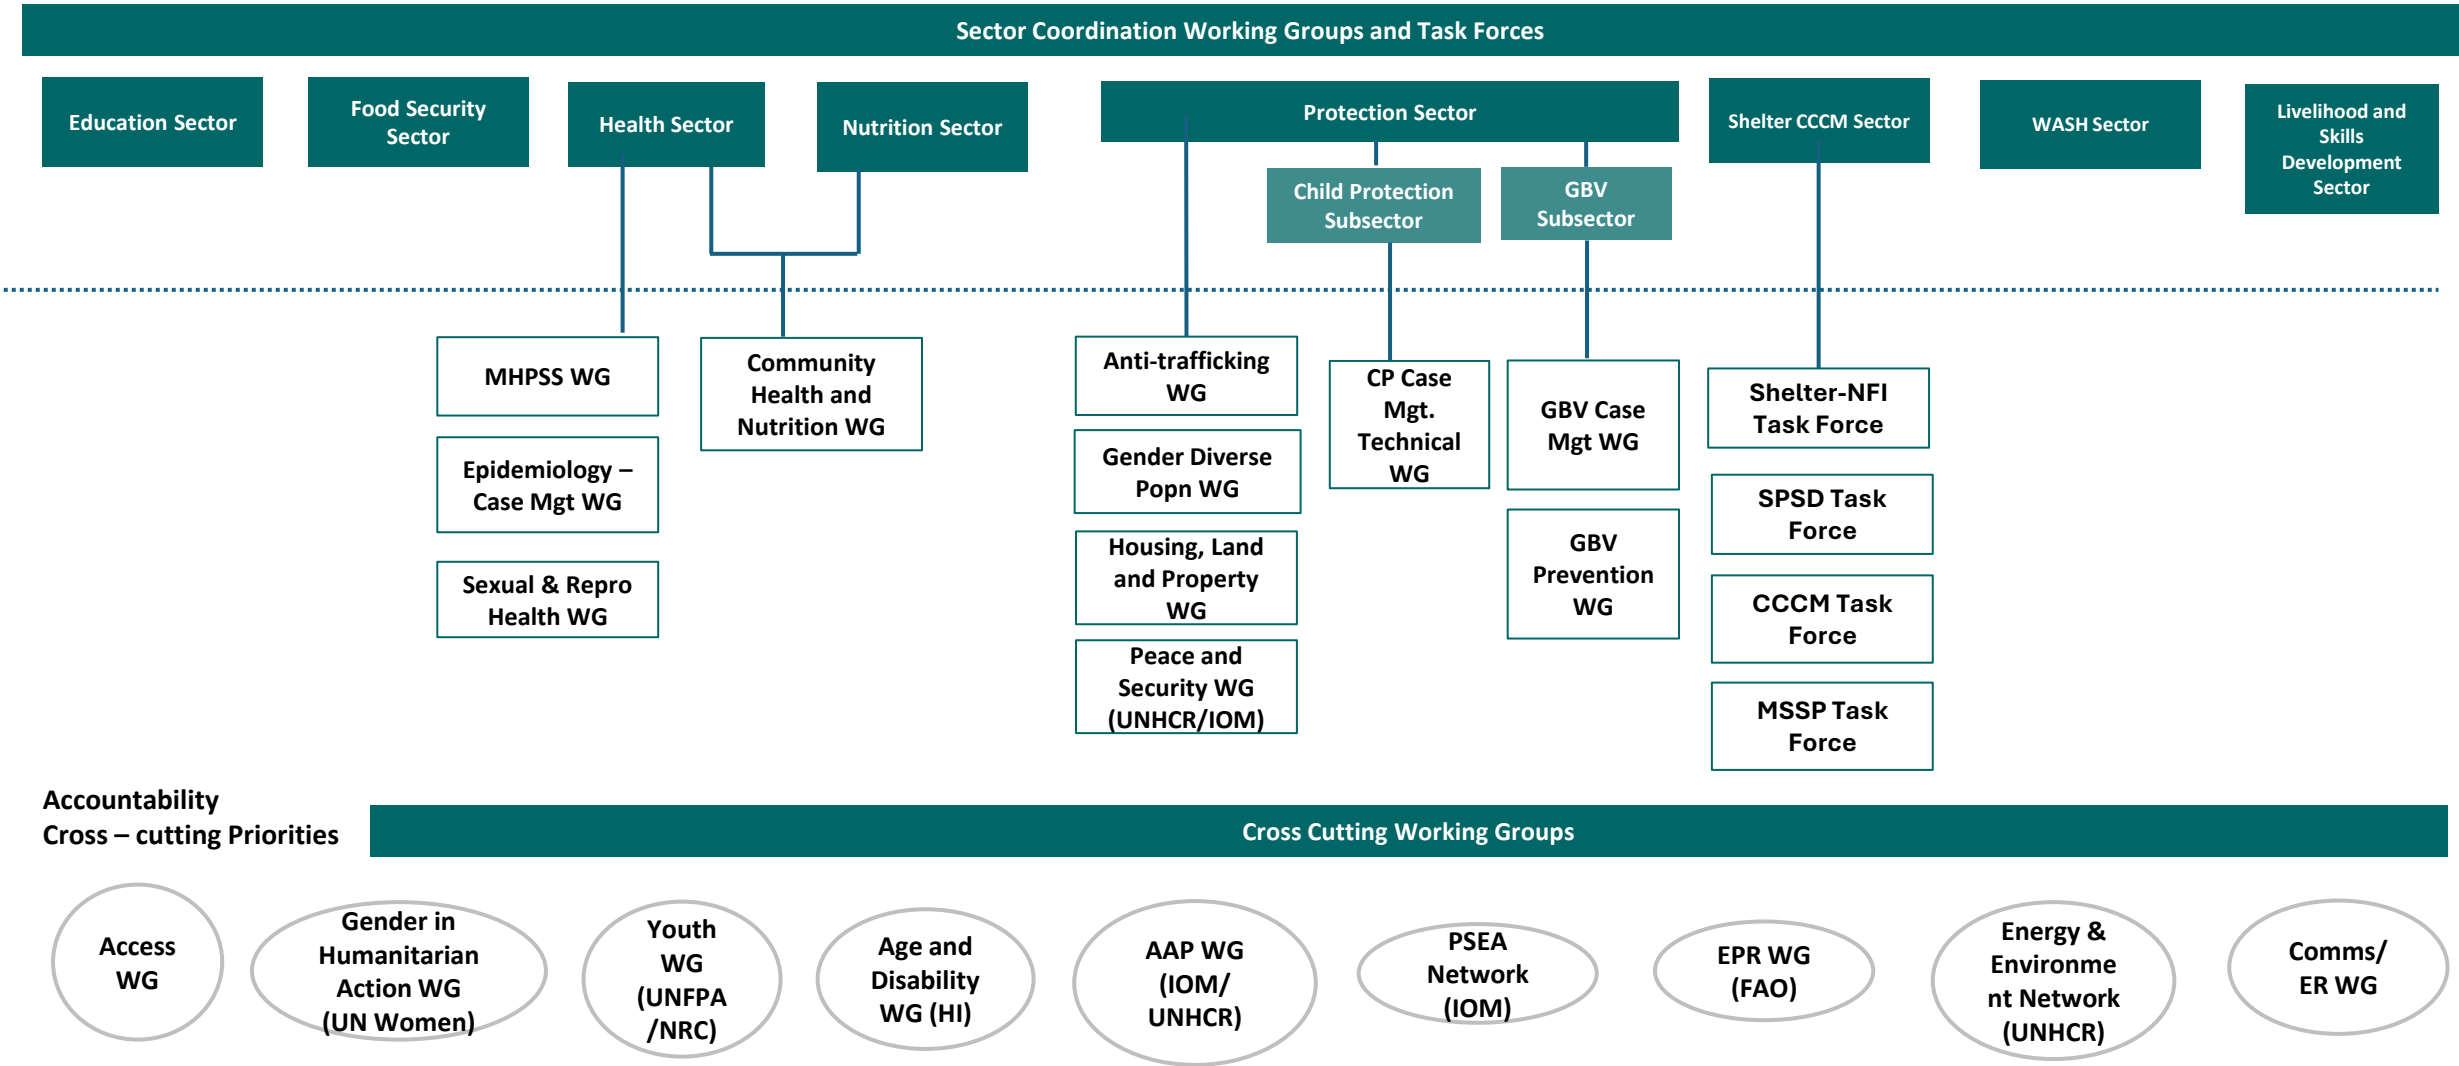 Sector Coordination Working Groups and Task Forces
Education Sector
Food Security
Sector
Health Sector
Nutrition Sector
Protection Sector
Shelter CCCM Sector
WASH Sector
Livelihood and
Skills
Development
Sector
Child Protection
Subsector
GBV
Subsector
MHPSS WG
Epidemiology –
Case Mgt WG
Sexual & Repro
Health WG
Community
Health and
Nutrition WG
Anti-trafficking
WG
Gender Diverse
Popn WG
Housing, Land
and Property
WG
Peace and
Security WG
(UNHCR/IOM)
CP Case
Mgt.
Technical
WG
GBV Case
Mgt WG
GBV
Prevention
WG
Shelter-NFI
Task Force
SPSD Task
Force
CCCM Task
Force
MSSP Task
Force
Accountability
Cross – cutting Priorities
Cross Cutting Working Groups
Access
WG
Gender in
Humanitarian
Action WG
(UN Women)
Youth
WG
(UNFPA
/NRC)
Age and
Disability
WG (HI)
AAP WG
(IOM/
UNHCR)
PSEA
Network
(IOM)
EPR WG
(FAO)
Energy &
Environme
nt Network
(UNHCR)
Comms/
ER WG